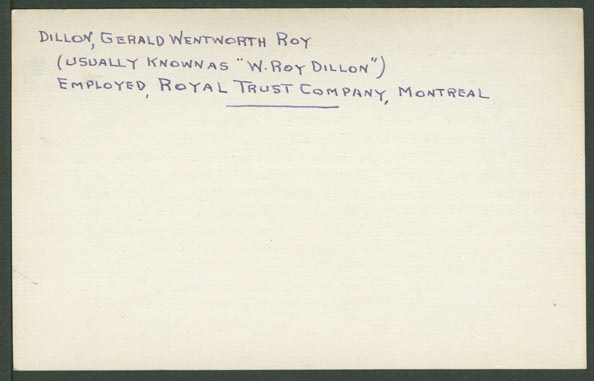 DILLON, GERALD WENTWORTH ROY
(USUALLY KNOWN AS "W. ROY DILLON")
EMPLOYED, ROYAL TRUST COMPANY, MONTREAL